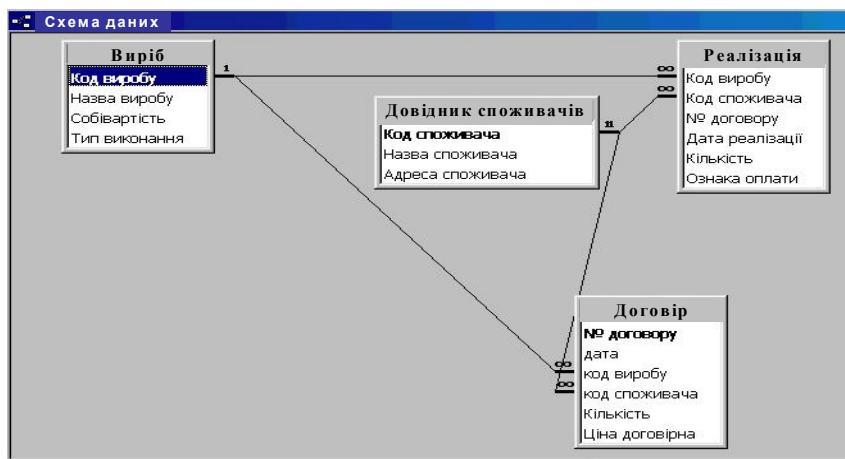 Схема даних
Виріб
Код виробу
Назва виробу
Собівартість
Тип виконання
1
∞
∞
Довідник споживачів
Код споживача
Назва споживача
Адреса споживача
11
Реалізація
Код виробу
Код споживача
№ договору
Дата реалізації
Кількість
Ознака оплати
Договір
№ договору
дата
код виробу
код споживача
Кількість
Ціна договірна
∞
∞